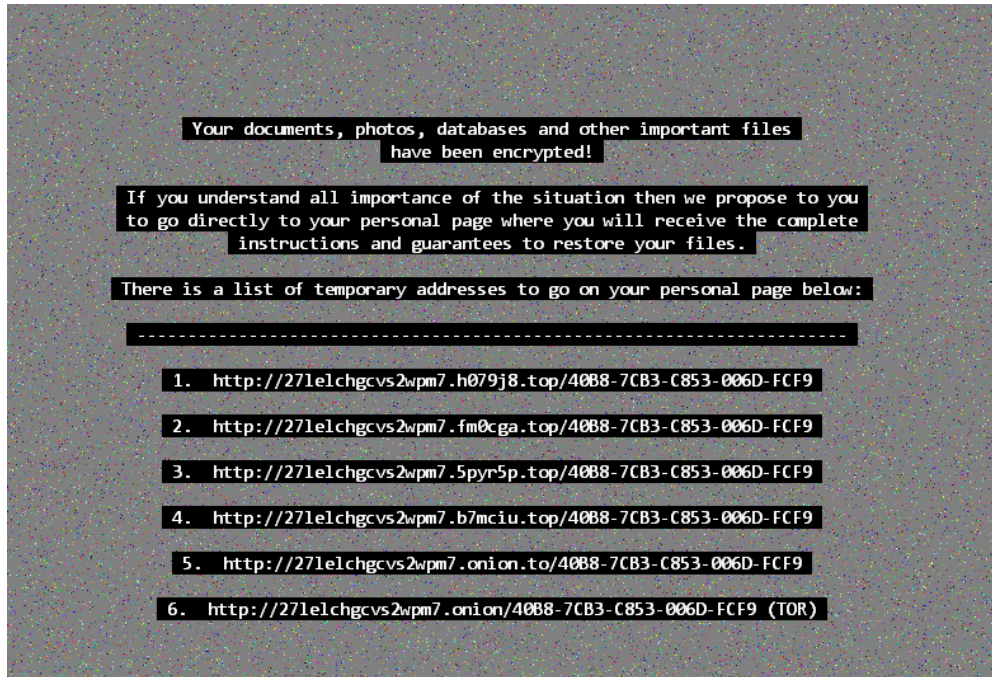 Your documents, photos, databases and other important files
have been encrypted!
If you understand all importance of the situation then we propose to you
to go directly to your personal page where you will receive the complete
instructions and guarantees to restore your files.
There is a list of temporary addresses to go on your personal page below:
-----------------------------------------------------------------------
1. http://27lelchgcvs2wpm7.h079j8.top/40B8-7CB3-C853-006D-FCF9
2. http://27lelchgcvs2wpm7.fm0cga.top/40B8-7CB3-C853-006D-FCF9
3. http://27lelchgcvs2wpm7.5pyr5p.top/40B8-7CB3-C853-006D-FCF9
4. http://27lelchgcvs2wpm7.b7mciu.top/40B8-7CB3-C853-006D-FCF9
5. http://27lelchgcvs2wpm7.onion.to/40B8-7CB3-C853-006D-FCF9
6. http://27lelchgcvs2wpm7.onion/40B8-7CB3-C853-006D-FCF9 (TOR)